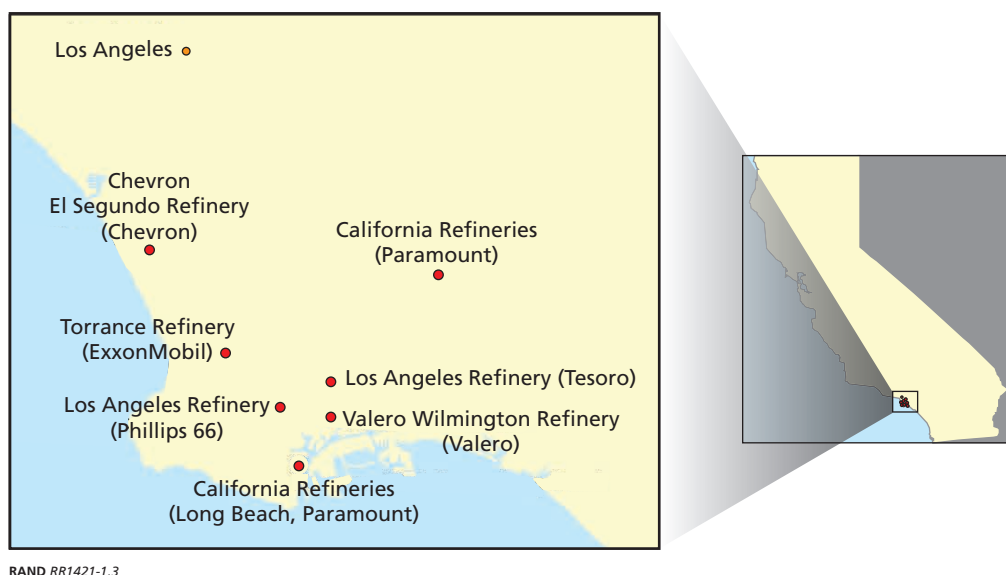 Los Angeles
Chevron
El Segundo Refinery
(Chevron)
California Refineries
(Paramount)
Torrance Refinery
(ExxonMobil)
Los Angeles Refinery (Tesoro)
Los Angeles Refinery
(Phillips 66)
Valero Wilmington Refinery
(Valero)
California Refineries
(Long Beach, Paramount)
RAND RR1421-1.3